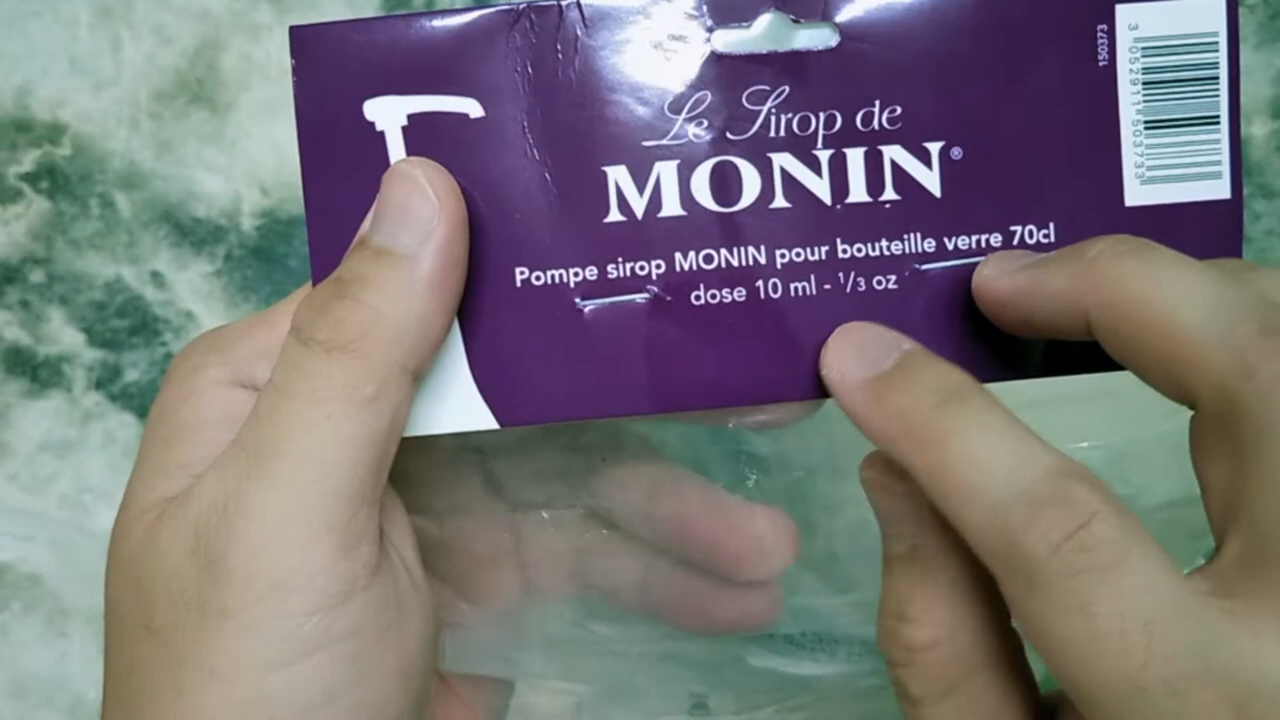 Le Sirop de
MONIN®
Pompe sirop MONIN pour bouteille verre 70cl
dose 10 ml - 1/3 oz
150373
3 052911 503733